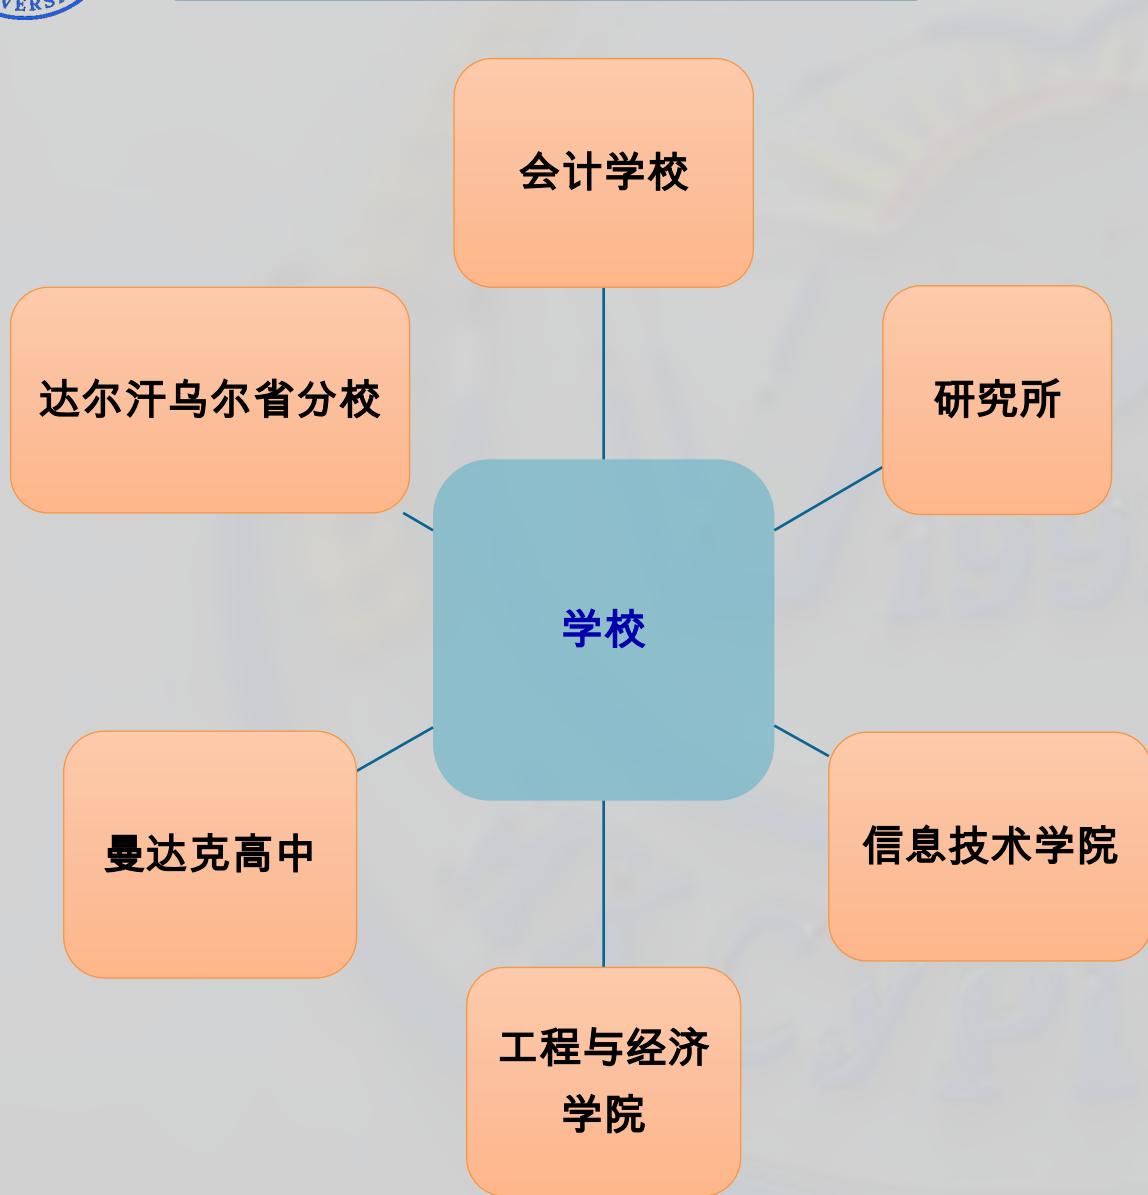 会计学校
达尔汗乌尔省分校
研究所
学校
曼达克高中
信息技术学院
工程与经济
学院